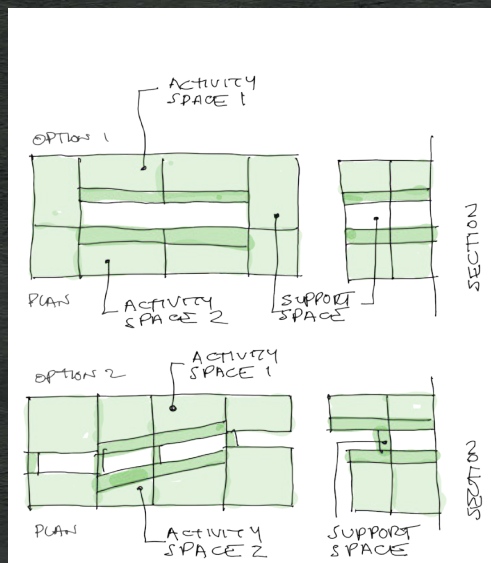 ACTIVITY
SPACE 1
OPTION 1
PLAN
ACTIVITY
SPACE 2
SUPPORT
SPACE
SECTION
ACTIVITY
SPACE 1
OPTION 2
PLAN
ACTIVITY
SPACE 2
SUPPORT
SPACE
SECTION